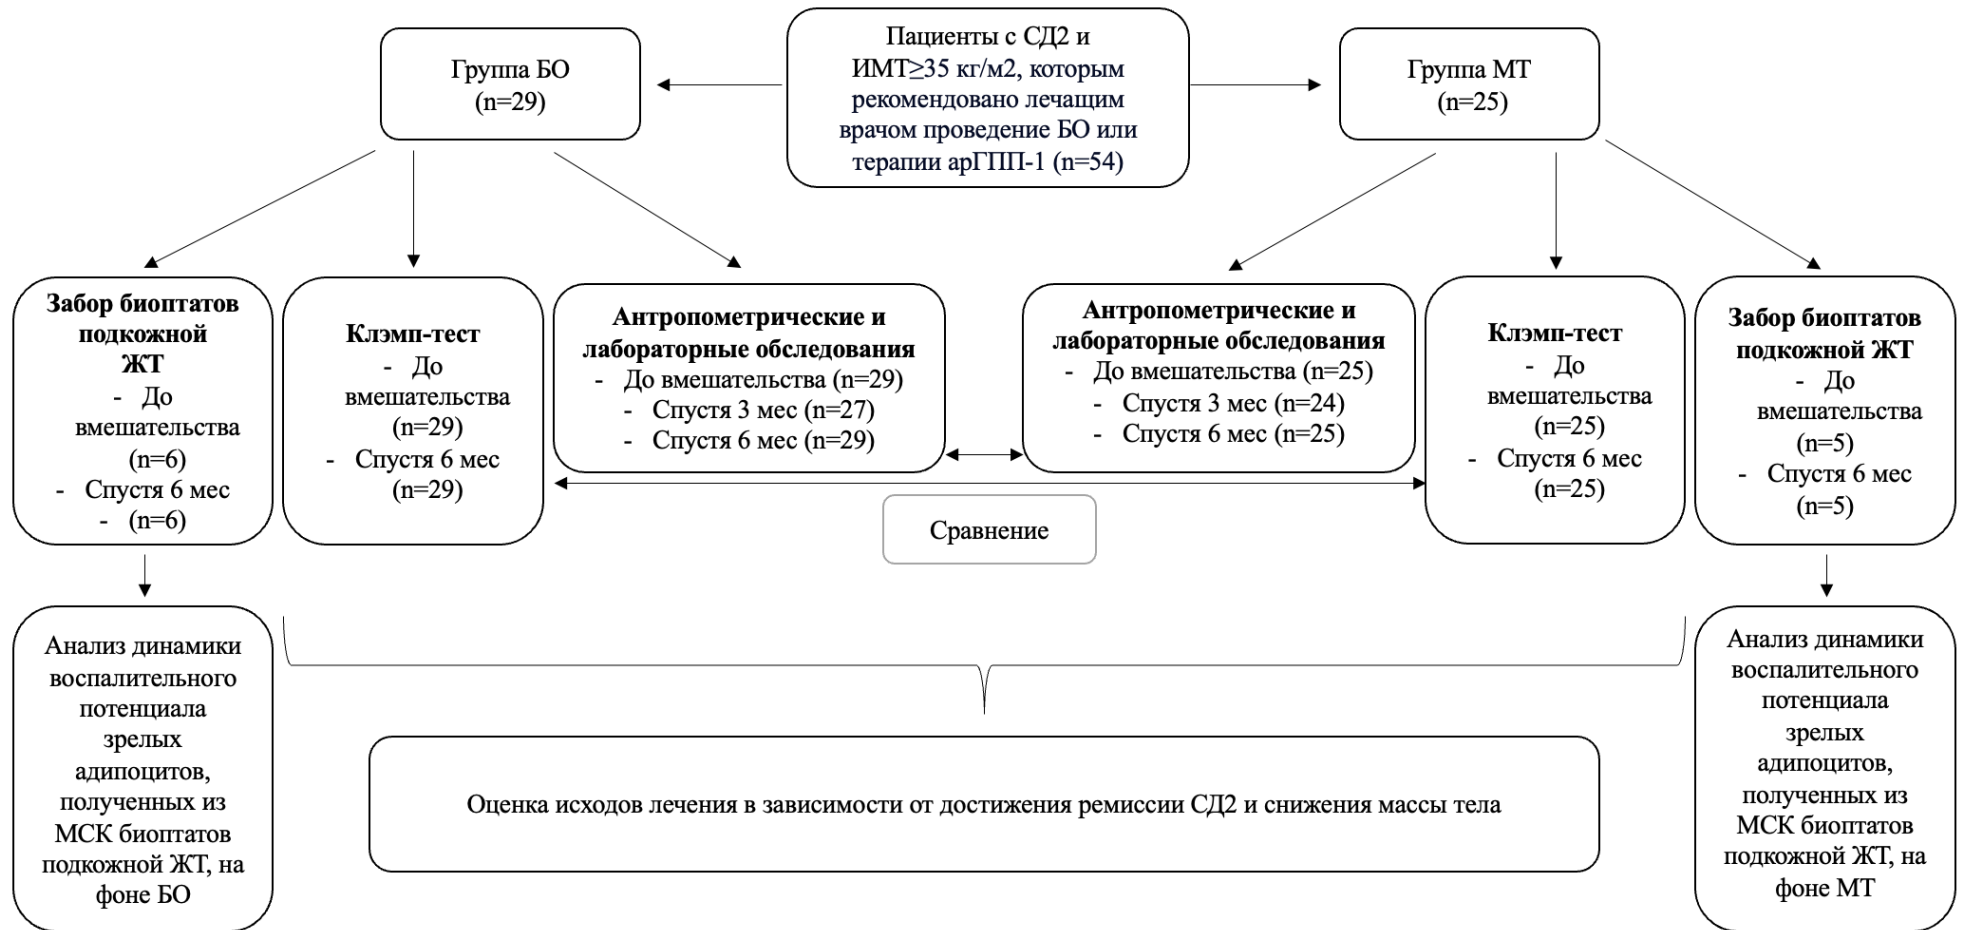 Пациенты с СД2 и
ИМТ≥35 кг/м2, которым
рекомендовано лечащим
врачом проведение БО или
терапии арГПП-1 (n=54)
Группа БО
(n=29)
Группа МТ
(n=25)
Забор биоптатов
подкожной
ЖТ
- До
вмешательства
(n=6)
- Спустя 6 мес
- (n=6)
Клэмп-тест
- До
вмешательства
(n=29)
- Спустя 6 мес
(n=29)
Антропометрические и
лабораторные обследования
- До вмешательства (n=29)
- Спустя 3 мес (n=27)
- Спустя 6 мес (n=29)
Антропометрические и
лабораторные обследования
- До вмешательства (n=25)
- Спустя 3 мес (n=24)
- Спустя 6 мес (n=25)
Клэмп-тест
- До
вмешательства
(n=25)
- Спустя 6 мес
(n=25)
Забор биоптатов
подкожной ЖТ
- До
вмешательства
(n=5)
- Спустя 6 мес
(n=5)
Сравнение
Анализ динамики
воспалительного
потенциала
зрелых
адипоцитов,
полученных из
МСК биоптатов
подкожной ЖТ, на
фоне БО
Оценка исходов лечения в зависимости от достижения ремиссии СД2 и снижения массы тела
Анализ динамики
воспалительного
потенциала
зрелых
адипоцитов,
полученных из
МСК биоптатов
подкожной ЖТ, на
фоне МТ